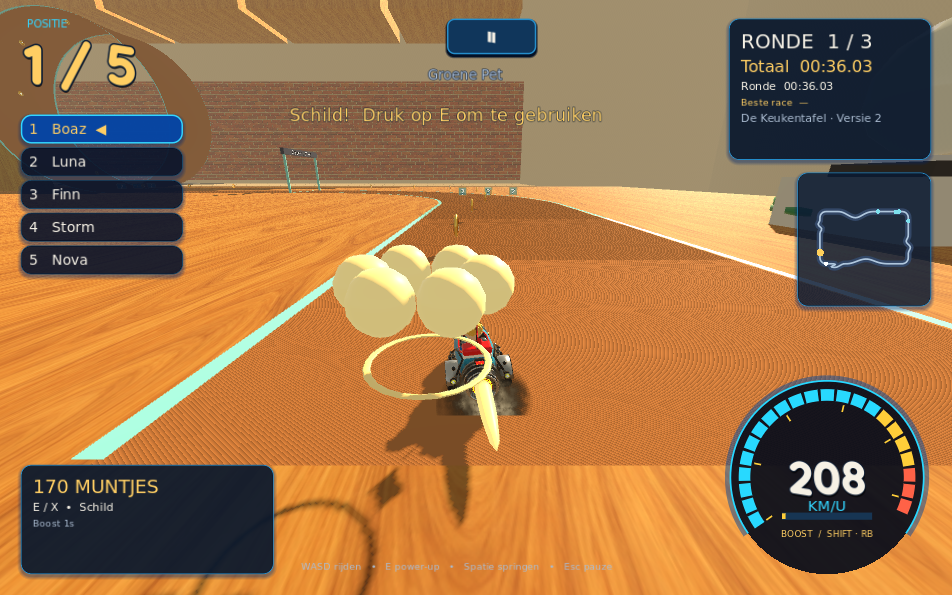 POSITIE
1/5
1 Boaz ◀
2 Luna
3 Finn
4 Storm
5 Nova
Groene Pet
Schild! Druk op E om te gebruiken
RONDE 1 / 3
Totaal 00:36.03
Ronde 00:36.03
Beste race —
De Keukentafel · Versie 2
170 MUNTJES
E / X • Schild
Boost 1s
208
KM/U
BOOST / SHIFT · RB
WASD rijden • E power-up • Spatie springen • Esc pauze